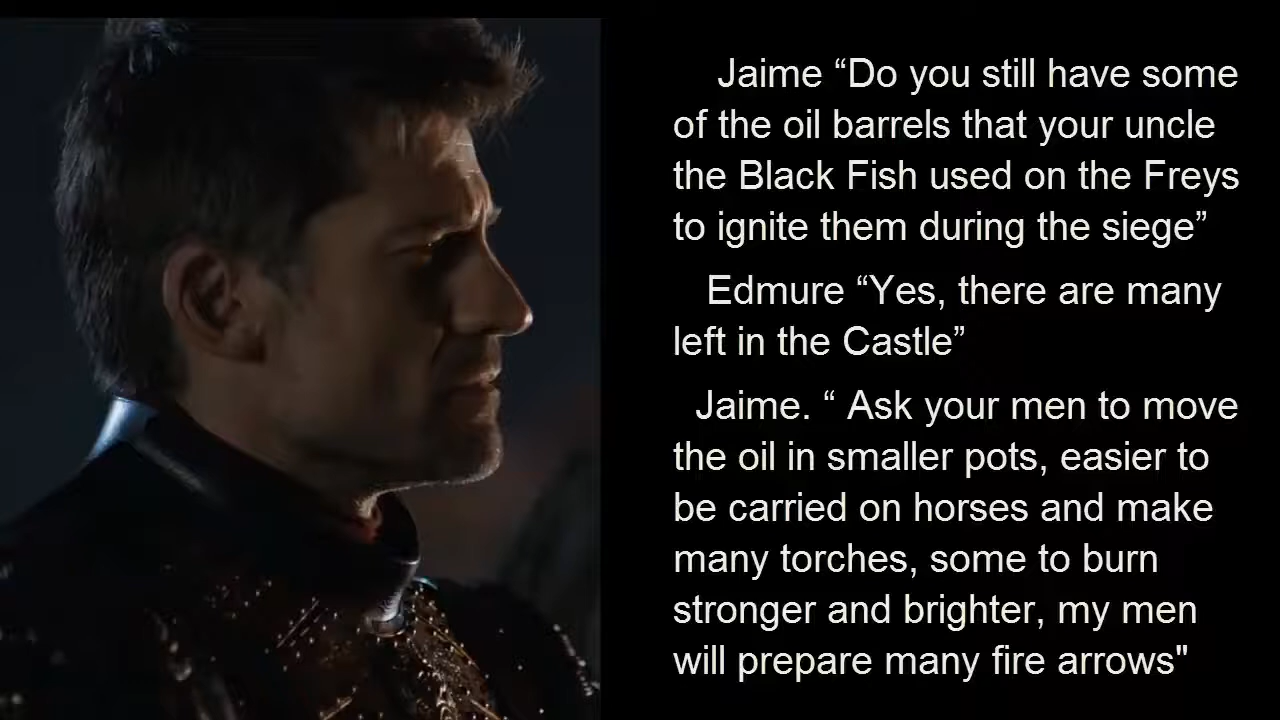 Jaime “Do you still have some
of the oil barrels that your uncle
the Black Fish used on the Freys
to ignite them during the siege”
Edmure “Yes, there are many
left in the Castle”
Jaime. “ Ask your men to move
the oil in smaller pots, easier to
be carried on horses and make
many torches, some to burn
stronger and brighter, my men
will prepare many fire arrows"